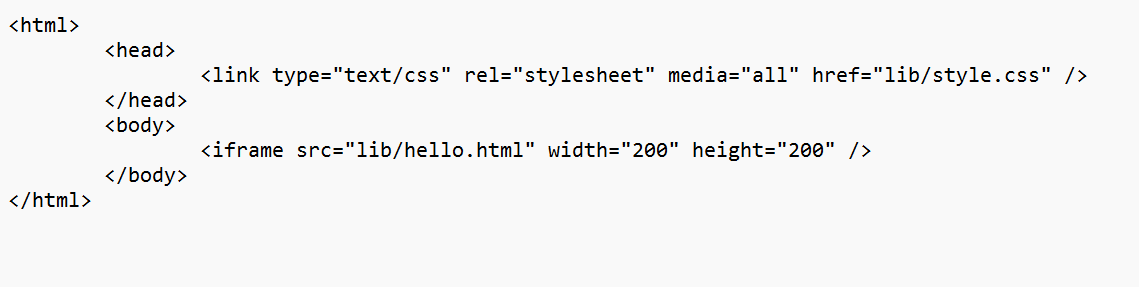 <html>
<head>
<link type="text/css" rel="stylesheet" media="all" href="lib/style.css" />
</head>
<body>
<iframe src="lib/hello.html" width="200" height="200" />
</body>
</html>